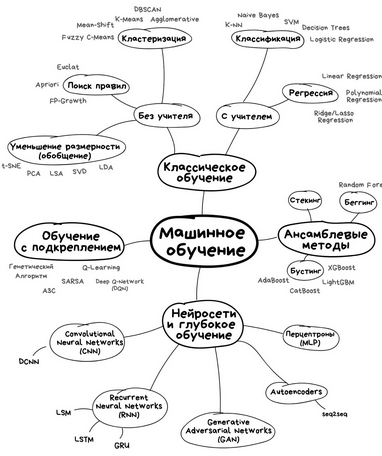 DBSCAN
Mean-Shift
K-Means
Agglomerative
Fuzzy C-Means
Кластеризация
Naive Bayes
K-NN
SVM
Decision Trees
Классификация
Logistic Regression
Euclat
Apriori
Поиск правил
FP-Growth
Linear Regression
Регрессия
Polynomial
Regression
Ridge/Lasso
Regression
Без учителя
С учителем
Уменьшение размерности
(обобщение)
t-SNE
PCA
LSA
SVD
LDA
Классическое
обучение
Машинное
обучение
Обучение
с подкреплением
Генетический
Алгоритм
Q-Learning
SARSA
Deep Q-Network
(DQN)
A3C
Random Fore
Стекинг
Беггинг
Ансамблевые
методы
Бустинг
XGBoost
AdaBoost
LightGBM
CatBoost
Нейросети
и глубокое
обучение
Convolutional
Neural Networks
(CNN)
DCNN
Перцептроны
(MLP)
Recurrent
Neural Networks
(RNN)
LSM
LSTM
GRU
Generative
Adversarial Networks
(GAN)
Autoencoders
seq2seq